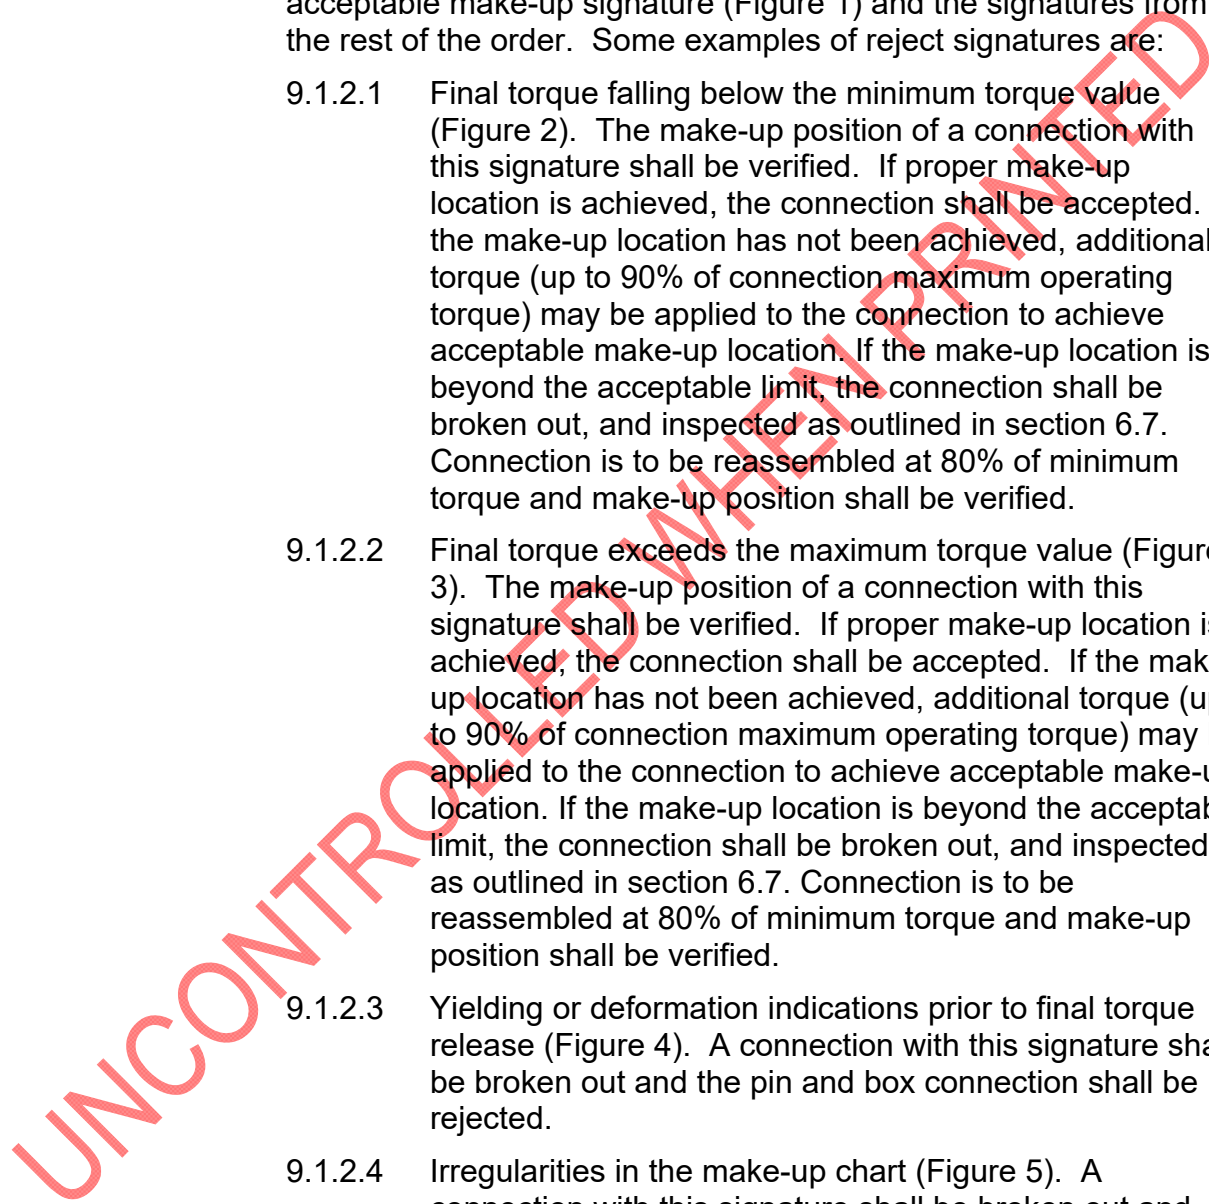 acceptable make-up signature (Figure 1) and the signatures from
the rest of the order.  Some examples of reject signatures are:
9.1.2.1 Final torque falling below the minimum torque value
(Figure 2).  The make-up position of a connection with
this signature shall be verified.  If proper make-up
location is achieved, the connection shall be accepted.
the make-up location has not been achieved, additional
torque (up to 90% of connection maximum operating
torque) may be applied to the connection to achieve
acceptable make-up location. If the make-up location is
beyond the acceptable limit, the connection shall be
broken out, and inspected as outlined in section 6.7.
Connection is to be reassembled at 80% of minimum
torque and make-up position shall be verified.
9.1.2.2 Final torque exceeds the maximum torque value (Figure
3).  The make-up position of a connection with this
signature shall be verified.  If proper make-up location is
achieved, the connection shall be accepted.  If the mak
up location has not been achieved, additional torque (up
to 90% of connection maximum operating torque) may
applied to the connection to achieve acceptable make-u
location. If the make-up location is beyond the acceptab
limit, the connection shall be broken out, and inspected
as outlined in section 6.7. Connection is to be
reassembled at 80% of minimum torque and make-up
position shall be verified.
9.1.2.3 Yielding or deformation indications prior to final torque
release (Figure 4).  A connection with this signature sha
be broken out and the pin and box connection shall be
rejected.
9.1.2.4 Irregularities in the make-up chart (Figure 5).  A
connection with this signature shall be broken out and
UNCONTROLLED WHEN PRINTED